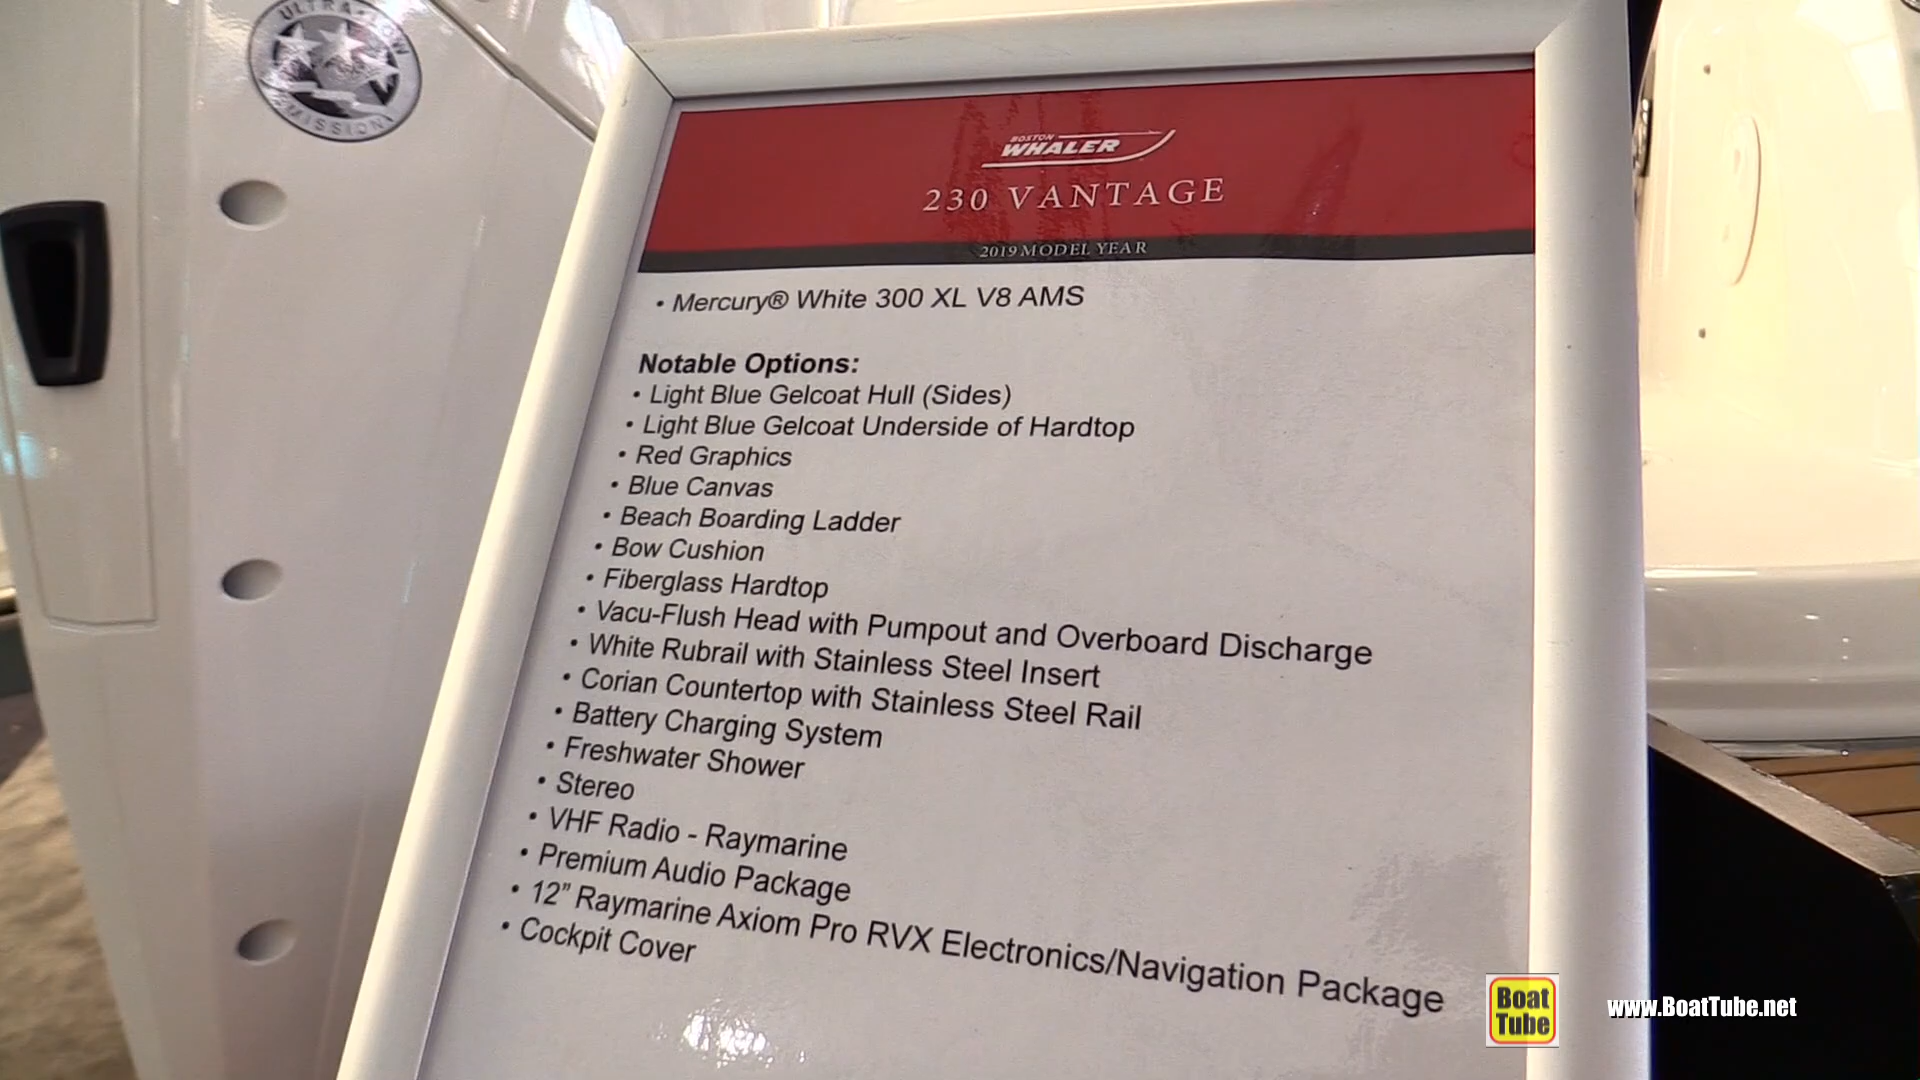 ULTRA-LOW
EMISSION
BOSTON
WHALER
230 VANTAGE
2019 MODEL YEAR
• Mercury® White 300 XL V8 AMS
Notable Options:
• Light Blue Gelcoat Hull (Sides)
• Light Blue Gelcoat Underside of Hardtop
• Red Graphics
• Blue Canvas
• Beach Boarding Ladder
• Bow Cushion
• Fiberglass Hardtop
• Vacu-Flush Head with Pumpout and Overboard Discharge
• White Rubrail with Stainless Steel Insert
• Corian Countertop with Stainless Steel Rail
• Battery Charging System
• Freshwater Shower
• Stereo
• VHF Radio - Raymarine
• Premium Audio Package
• 12” Raymarine Axiom Pro RVX Electronics/Navigation Package
• Cockpit Cover
Boat
Tube
www.BoatTube.net